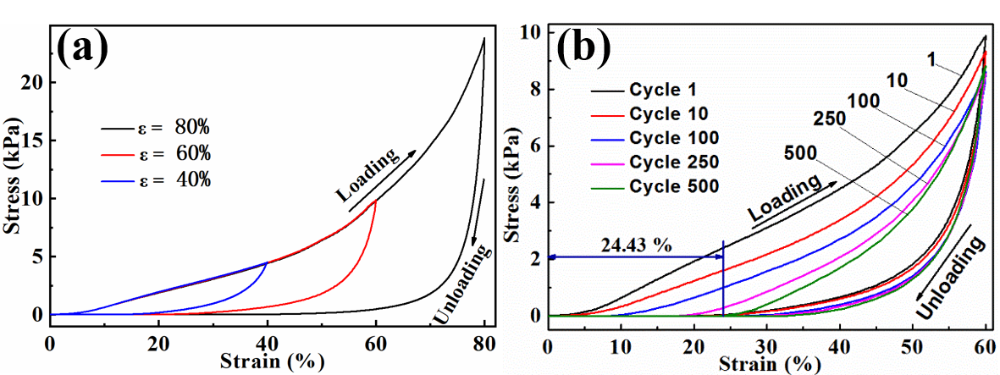 (a)
Stress (kPa)
20
15
10
5
0
ε = 80%
ε = 60%
ε = 40%
Loading
Unloading
0 20 40 60 80
Strain (%)
(b)
Stress (kPa)
10
8
6
4
2
0
Cycle 1
Cycle 10
Cycle 100
Cycle 250
Cycle 500
1
10
100
250
500
Loading
24.43 %
Unloading
0 10 20 30 40 50 60
Strain (%)